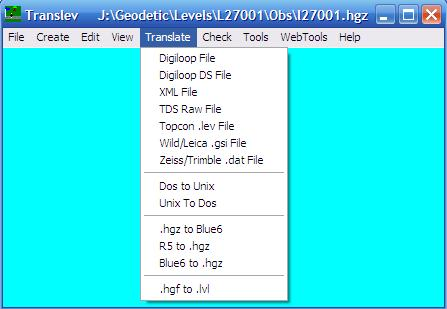 Translev J:\Geodetic\Levels\L27001\Obs\l27001.hgz
File Create Edit View Translate Check Tools WebTools Help
Digiloop File
Digiloop DS File
XML File
TDS Raw File
Topcon .lev File
Wild/Leica .gsi File
Zeiss/Trimble .dat File
Dos to Unix
Unix To Dos
.hgz to Blue6
R5 to .hgz
Blue6 to .hgz
.hgf to .lvl